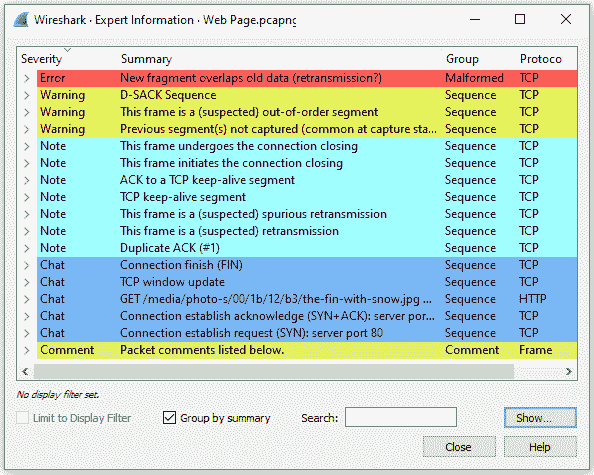 Wireshark · Expert Information · Web Page.pcapng
Severity Summary Group Protoco
Error New fragment overlaps old data (retransmission?) Malformed TCP
Warning D-SACK Sequence Sequence TCP
Warning This frame is a (suspected) out-of-order segment Sequence TCP
Warning Previous segment(s) not captured (common at capture sta... Sequence TCP
Note This frame undergoes the connection closing Sequence TCP
Note This frame initiates the connection closing Sequence TCP
Note ACK to a TCP keep-alive segment Sequence TCP
Note TCP keep-alive segment Sequence TCP
Note This frame is a (suspected) spurious retransmission Sequence TCP
Note This frame is a (suspected) retransmission Sequence TCP
Note Duplicate ACK (#1) Sequence TCP
Chat Connection finish (FIN) Sequence TCP
Chat TCP window update Sequence TCP
Chat GET /media/photo-s/00/1b/12/b3/the-fin-with-snow.jpg ... Sequence HTTP
Chat Connection establish acknowledge (SYN+ACK): server por... Sequence TCP
Chat Connection establish request (SYN): server port 80 Sequence TCP
Comment Packet comments listed below. Comment Frame
No display filter set.
Limit to Display Filter Group by summary Search: Show...
Close Help